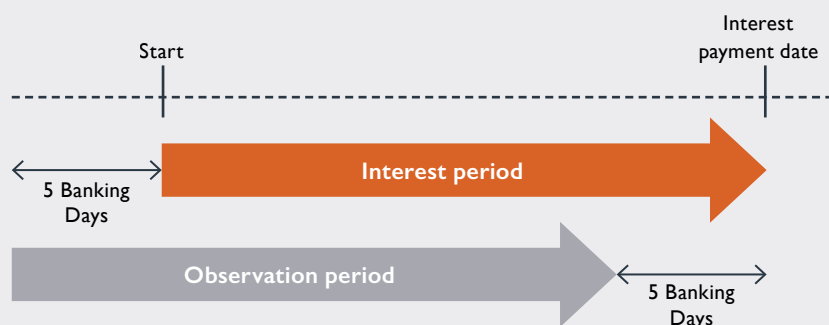 Start
Interest
payment date
Interest period
5 Banking
Days
Observation period
5 Banking
Days